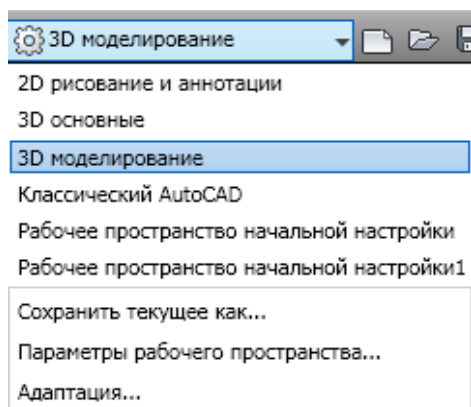 3D моделирование
2D рисование и аннотации
3D основные
3D моделирование
Классический AutoCAD
Рабочее пространство начальной настройки
Рабочее пространство начальной настройки1
Сохранить текущее как...
Параметры рабочего пространства...
Адаптация...